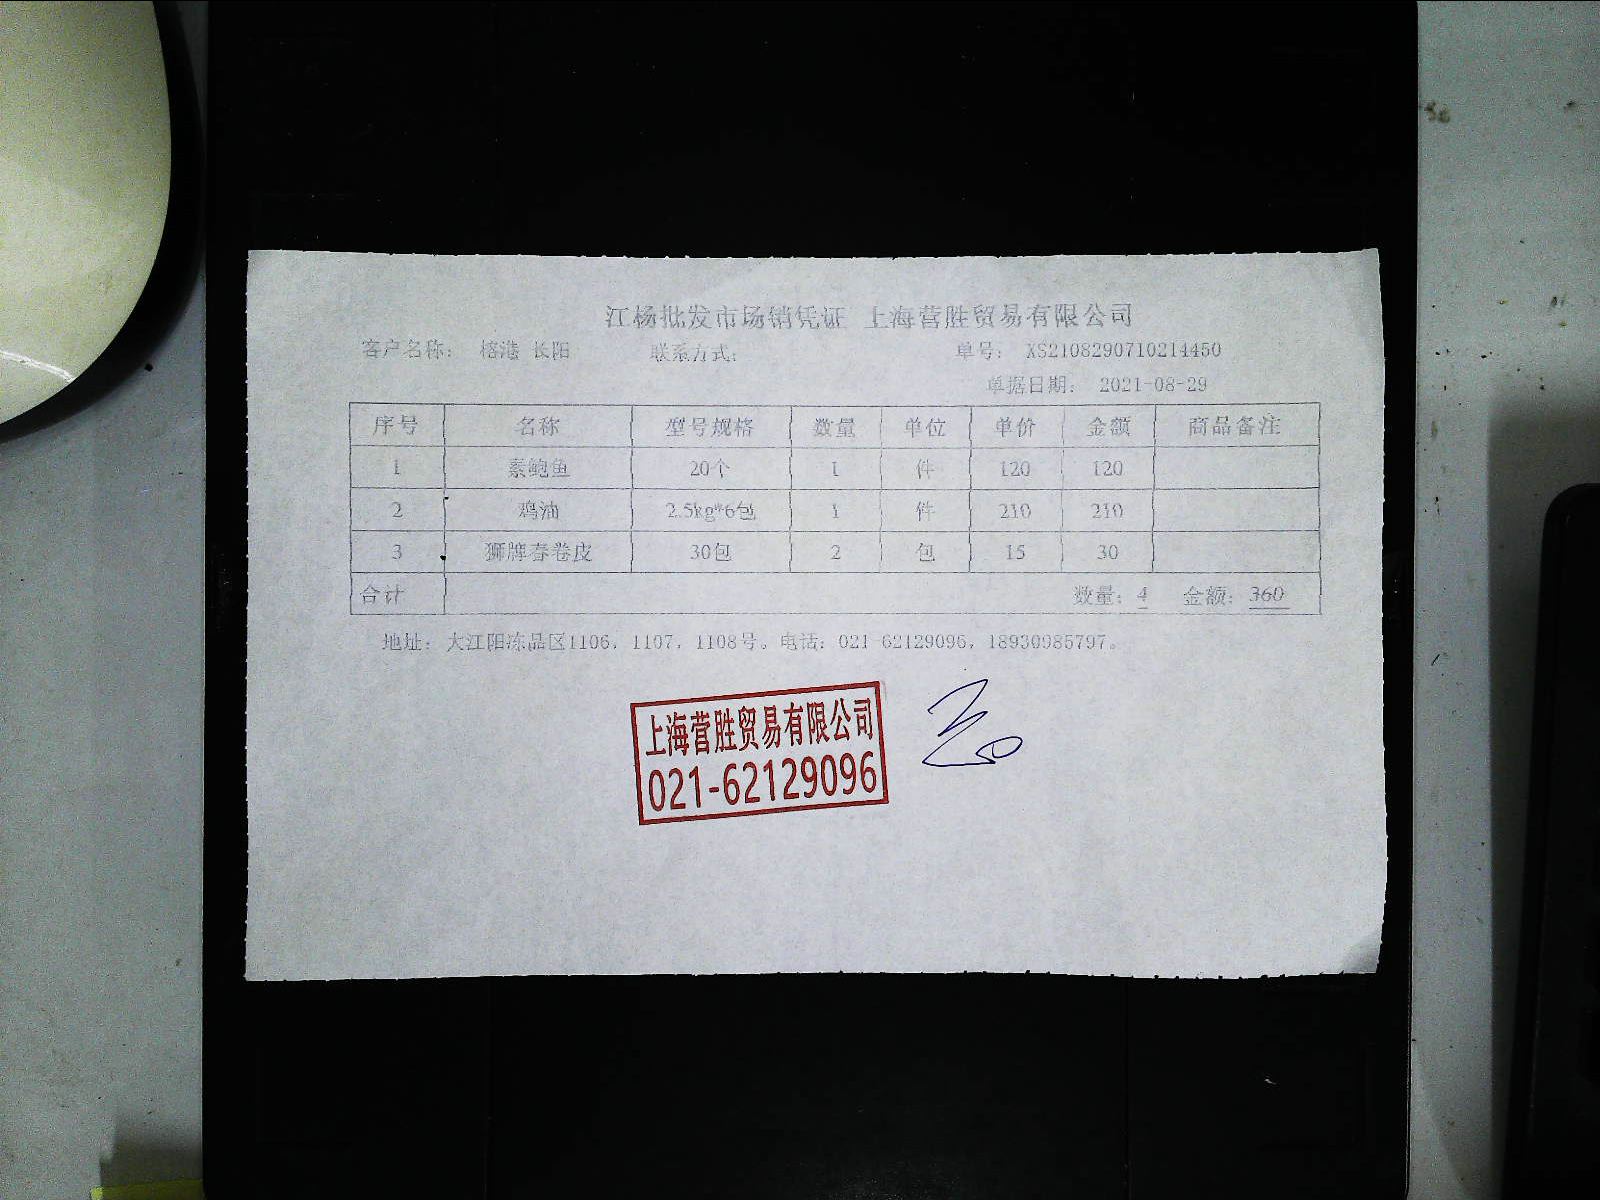 江杨批发市场销凭证 上海营胜贸易有限公司
客户名称： 榕港 长阳 联系方式： 单号： XS2108290710214450
单据日期： 2021-08-29
序号 名称 型号规格 数量 单位 单价 金额 商品备注
1 素鲍鱼 20个 1 件 120 120
2 鸡油 2.5kg*6包 1 件 210 210
3 狮牌春卷皮 30包 2 包 15 30
合计 数量：4 金额：360
地址： 大江阳冻品区1106，1107，1108号。电话：021-62129096，18930985797。
上海营胜贸易有限公司
021-62129096